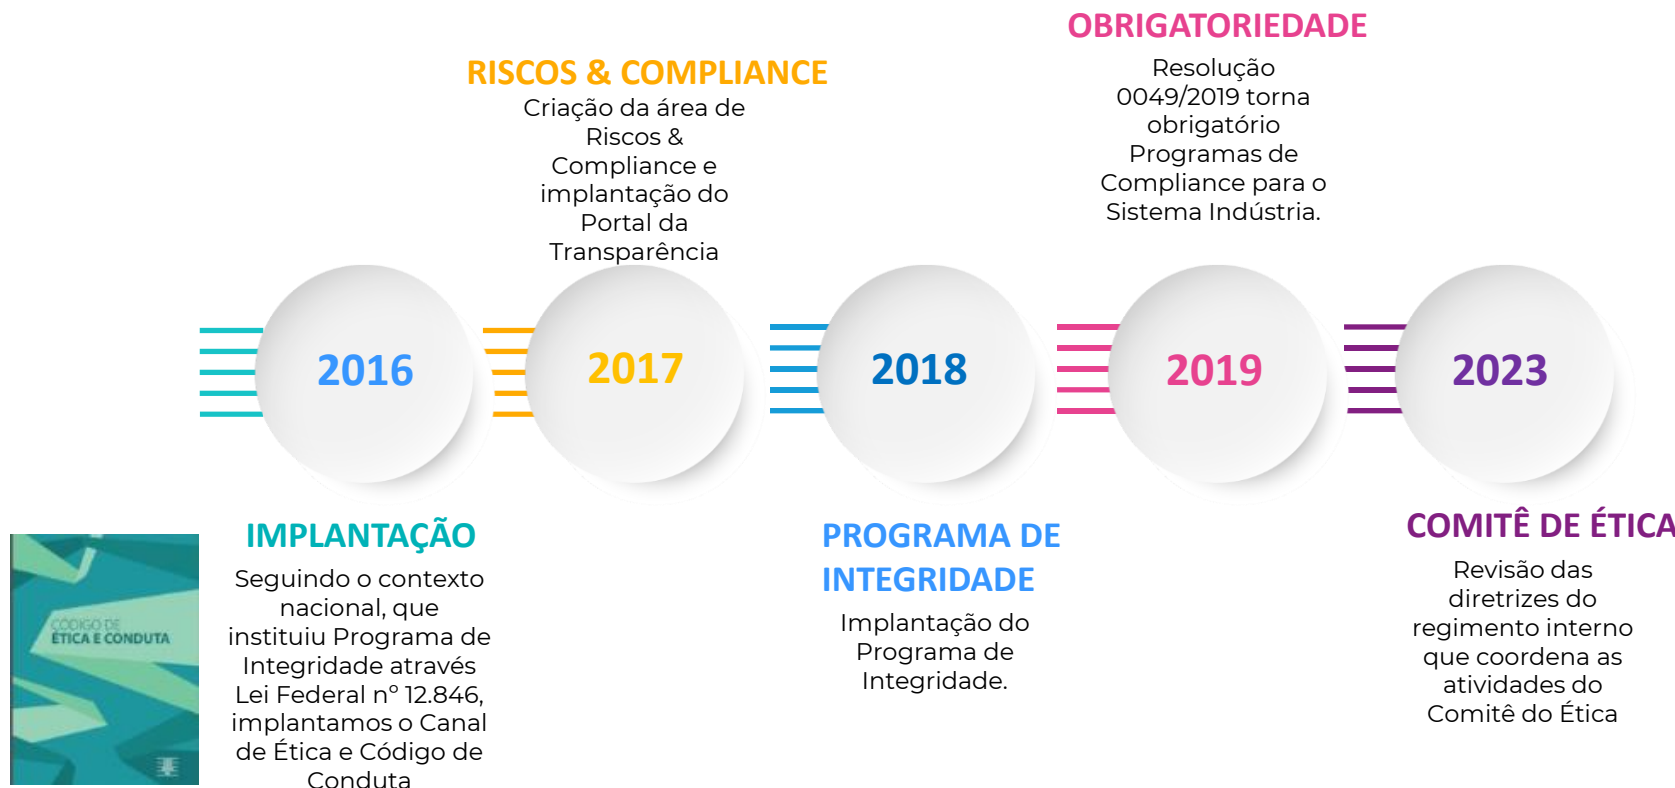 OBRIGATORIEDADE
Resolução
0049/2019 torna
obrigatório
Programas de
Compliance para o
Sistema Indústria.
RISCOS & COMPLIANCE
Criação da área de
Riscos &
Compliance e
implantação do
Portal da
Transparência
2016
2017
2018
2019
2023
CÓDIGO DE
ÉTICA E CONDUTA
IMPLANTAÇÃO
Seguindo o contexto
nacional, que
instituiu Programa de
Integridade através
Lei Federal nº 12.846,
implantamos o Canal
de Ética e Código de
Conduta
PROGRAMA DE
INTEGRIDADE
Implantação do
Programa de
Integridade.
COMITÊ DE ÉTICA
Revisão das
diretrizes do
regimento interno
que coordena as
atividades do
Comitê do Ética